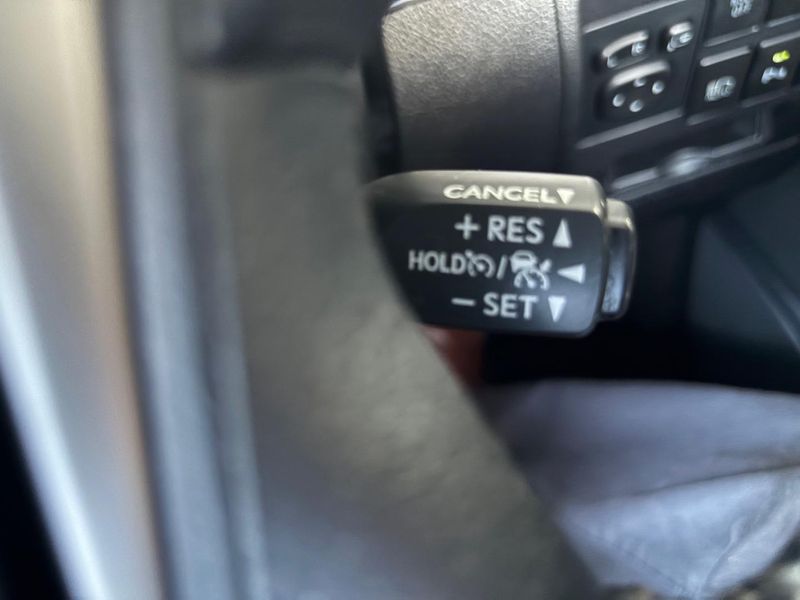 CANCEL▼
+ RES ▲
HOLD / ◀
− SET ▼